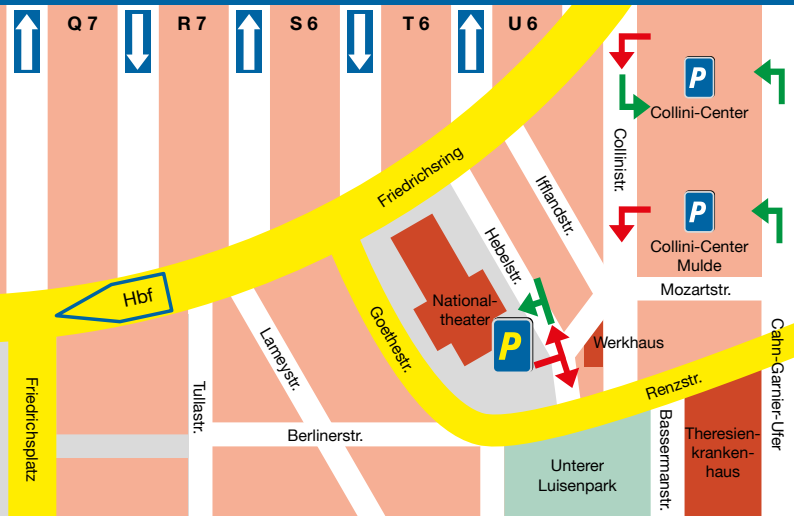 Q 7
R 7
S 6
T 6
U 6
P
Collini-Center
Collinistr.
Friedrichsring
Ifflandstr.
P
Collini-Center
Mulde
Hebelstr.
Mozartstr.
Hbf
National-
theater
P
Goethestr.
Werkhaus
Lameystr.
Cahn-Garnier-Ufer
Renzstr.
Friedrichsplatz
Tullastr.
Berlinerstr.
Bassermanstr.
Theresien-
kranken-
haus
Unterer
Luisenpark